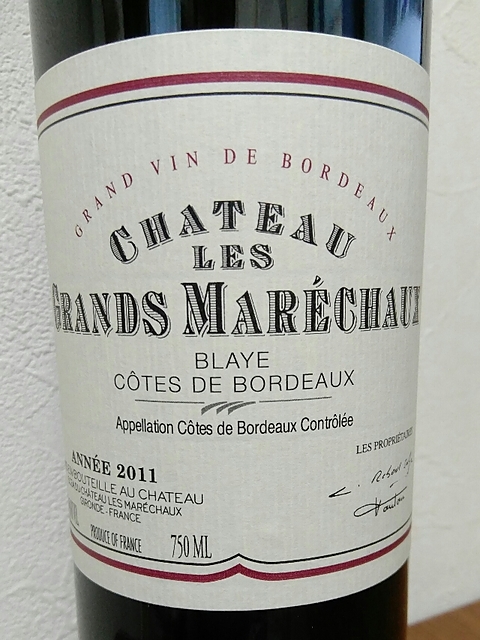 GRAND VIN DE BORDEAUX
CHATEAU
LES
GRANDS MARÉCHAUX
BLAYE
CÔTES DE BORDEAUX
Appellation Côtes de Bordeaux Contrôlée
ANNÉE 2011
LES PROPRIÉTAIRES
BOUTEILLE AU CHATEAU
CHÂTEAU LES MARÉCHAUX
GIRONDE - FRANCE
PRODUCE OF FRANCE
750 ML